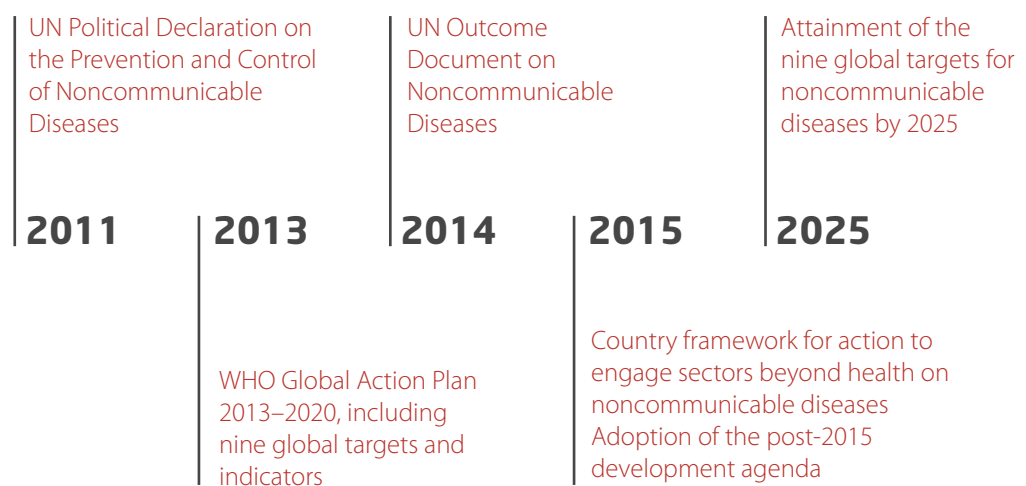 UN Political Declaration on
the Prevention and Control
of Noncommunicable
Diseases
UN Outcome
Document on
Noncommunicable
Diseases
Attainment of the
nine global targets for
noncommunicable
diseases by 2025
2011
2013
2014
2015
2025
WHO Global Action Plan
2013–2020, including
nine global targets and
indicators
Country framework for action to
engage sectors beyond health on
noncommunicable diseases
Adoption of the post-2015
development agenda